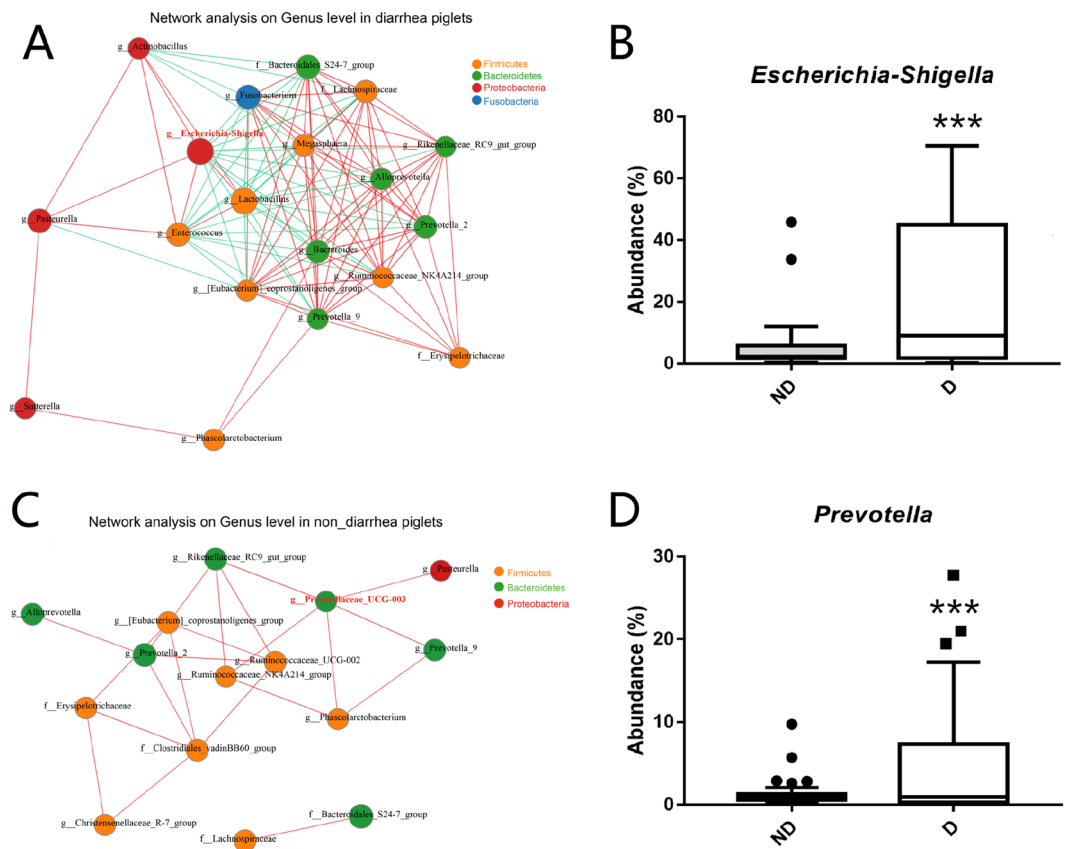 A
Network analysis on Genus level in diarrhea piglets
g__Actinobacillus
f__Bacteroidales_S24-7_group
Firmicutes
Bacteroidetes
Proteobacteria
Fusobacteria
g__Fusobacterium
f__Lachnospiraceae
g__Escherichia-Shigella
g__Megasphaera
g__Rikenellaceae_RC9_gut_group
g__Alloprevotella
g__Lactobacillus
g__Pasteurella
g__Prevotella_2
g__Enterococcus
g__Bacteroides
g__Ruminococcaceae_NK4A214_group
g__[Eubacterium]_coprostanoligenes_group
g__Prevotella_9
f__Erysipelotrichaceae
g__Sutterella
g__Phascolarctobacterium
B
Escherichia-Shigella
***
Abundance (%)
80
60
40
20
0
ND
D
C
Network analysis on Genus level in non_diarrhea piglets
g__Rikenellaceae_RC9_gut_group
g__Pasteurella
Firmicutes
Bacteroidetes
Proteobacteria
g__Prevotellaceae_UCG-003
g__Alloprevotella
g__[Eubacterium]_coprostanoligenes_group
g__Prevotella_2
g__Prevotella_9
g__Ruminococcaceae_UCG-002
g__Ruminococcaceae_NK4A214_group
f__Erysipelotrichaceae
g__Phascolarctobacterium
f__Clostridiales_vadinBB60_group
g__Christensenellaceae_R-7_group
f__Bacteroidales_S24-7_group
f__Lachnospiraceae
D
Prevotella
***
Abundance (%)
30
20
10
0
ND
D